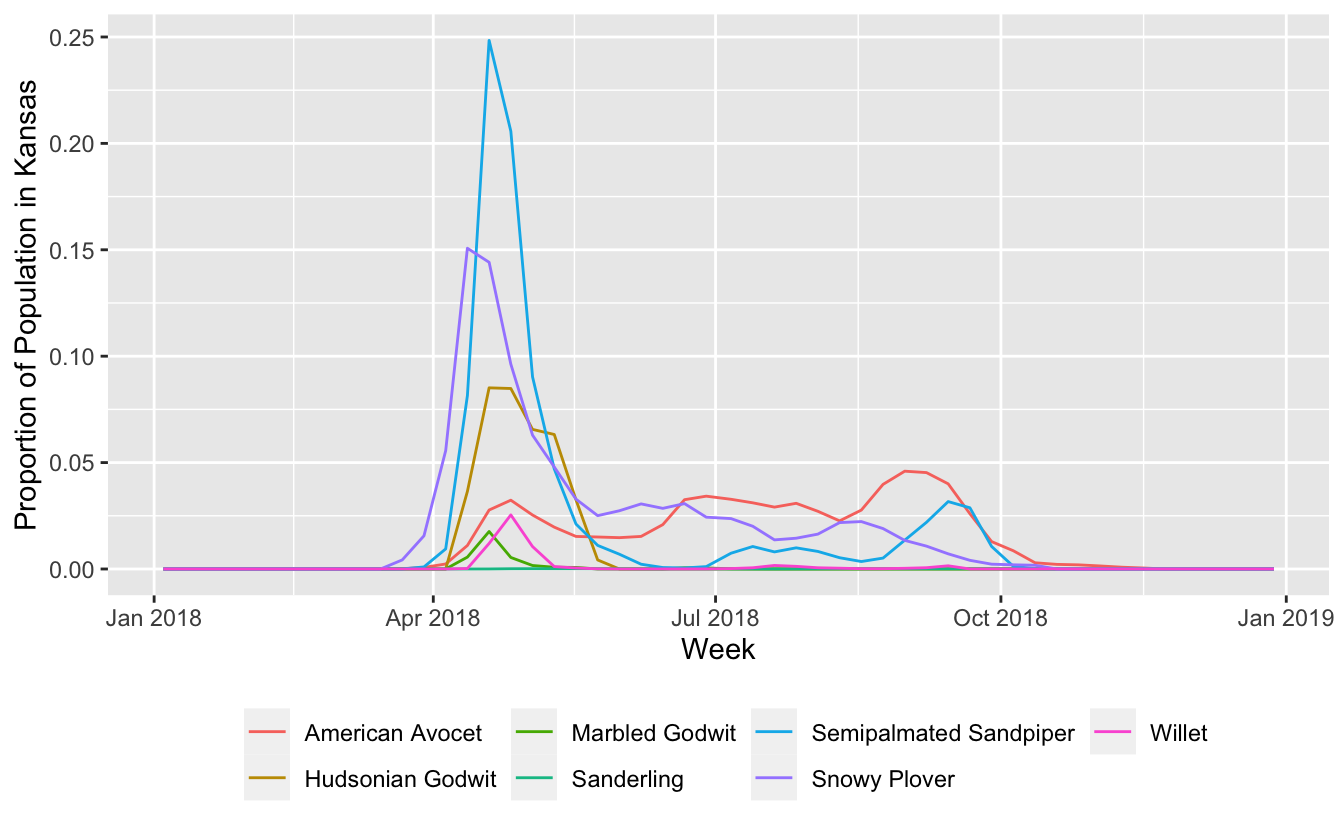 Proportion of Population in Kansas
0.25
0.20
0.15
0.10
0.05
0.00
Jan 2018 Apr 2018 Jul 2018 Oct 2018 Jan 2019
Week
American Avocet Marbled Godwit Semipalmated Sandpiper Willet
Hudsonian Godwit Sanderling Snowy Plover